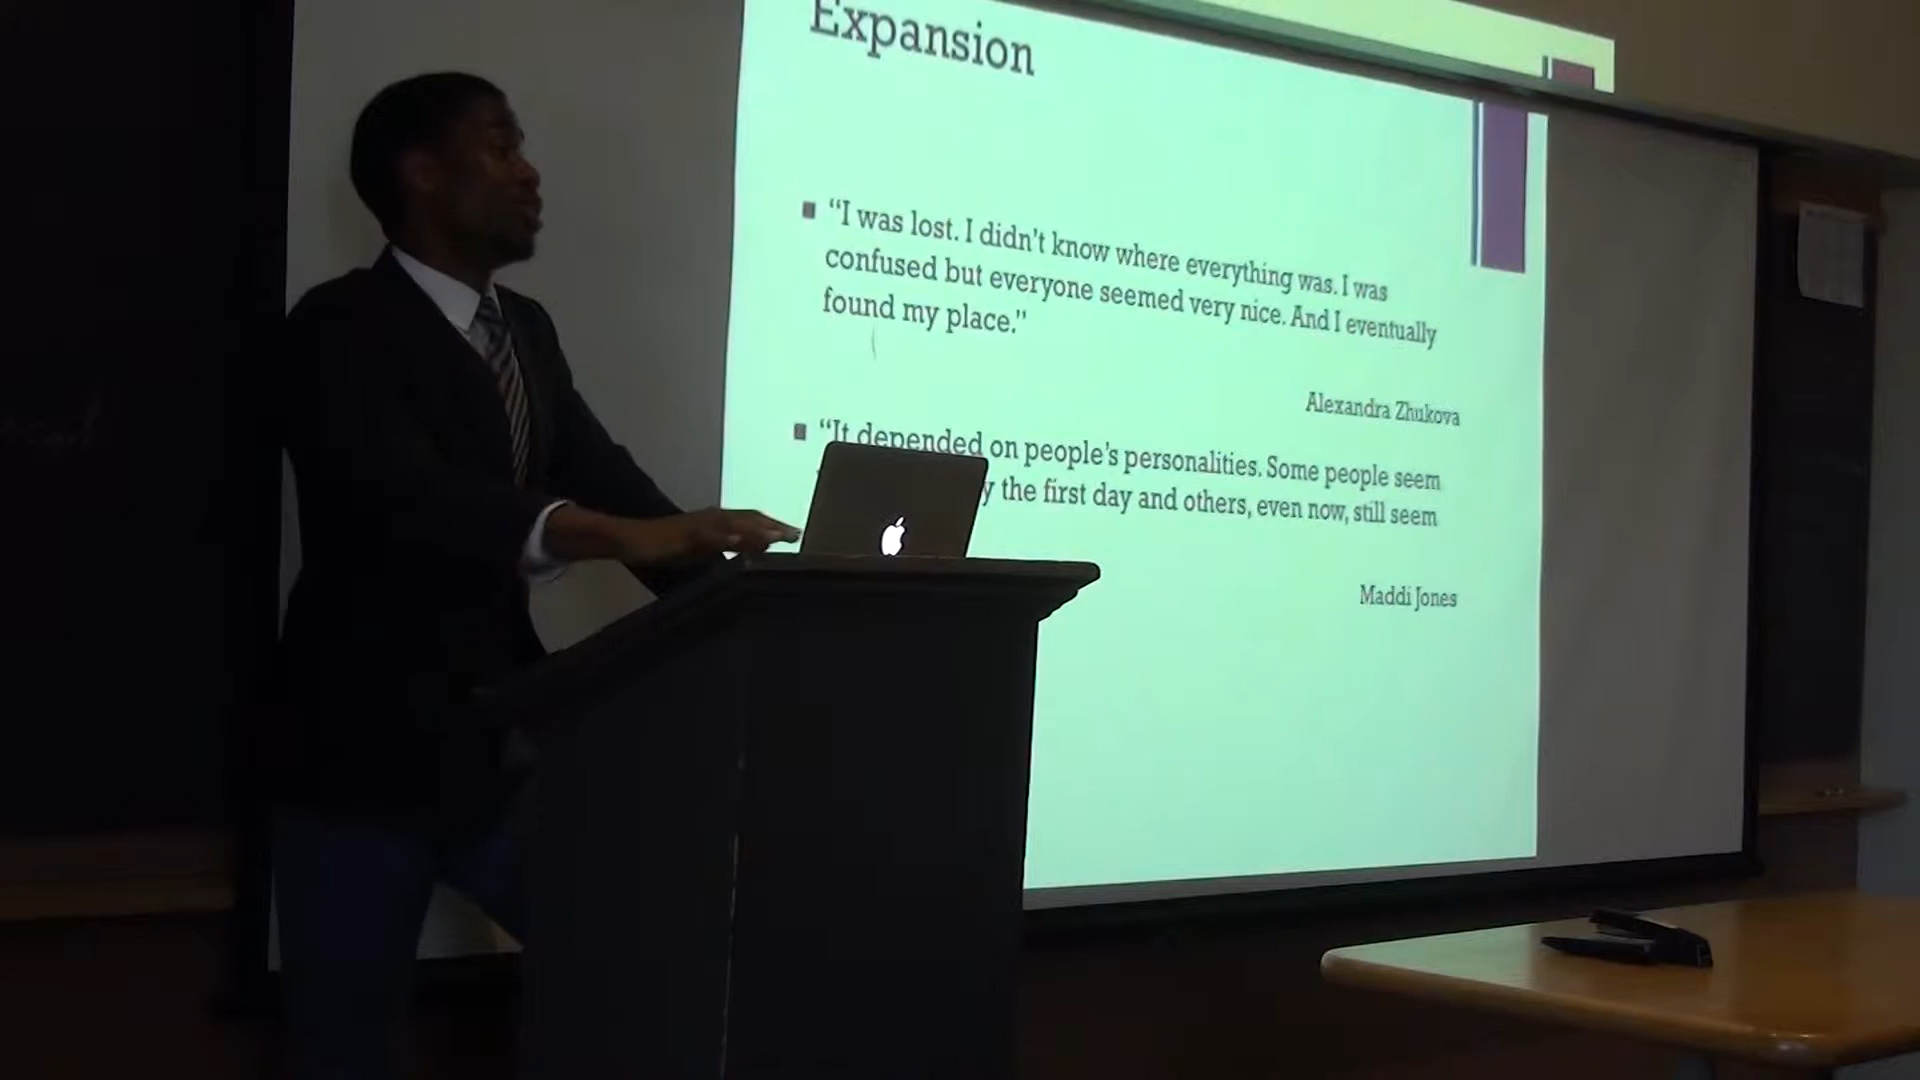 Expansion
■ “I was lost. I didn’t know where everything was. I was
confused but everyone seemed very nice. And I eventually
found my place.”
Alexandra Zhukova
■ “It depended on people’s personalities. Some people seem
the first day and others, even now, still seem
Maddi Jones